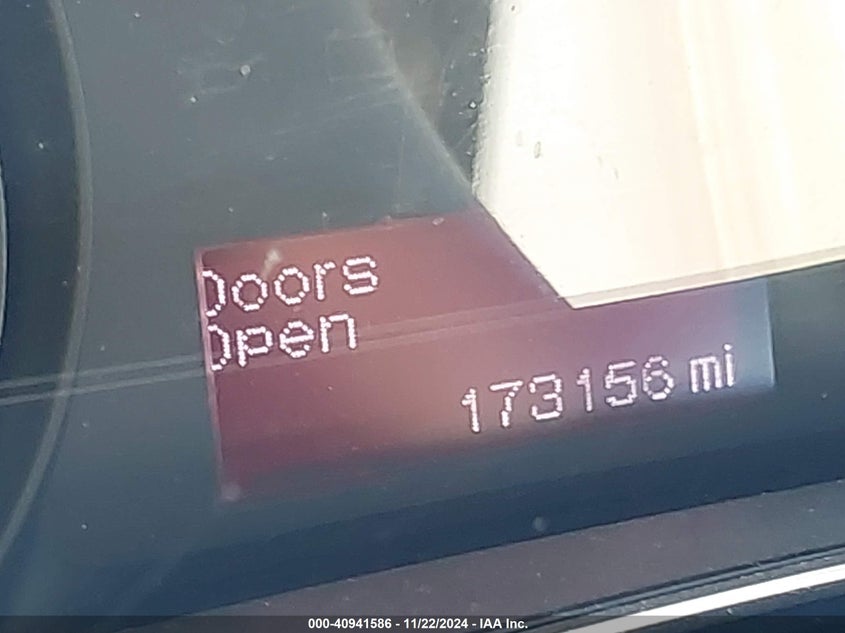 Doors
Open
173156 mi
000-40941586 - 11/22/2024 - IAA Inc.